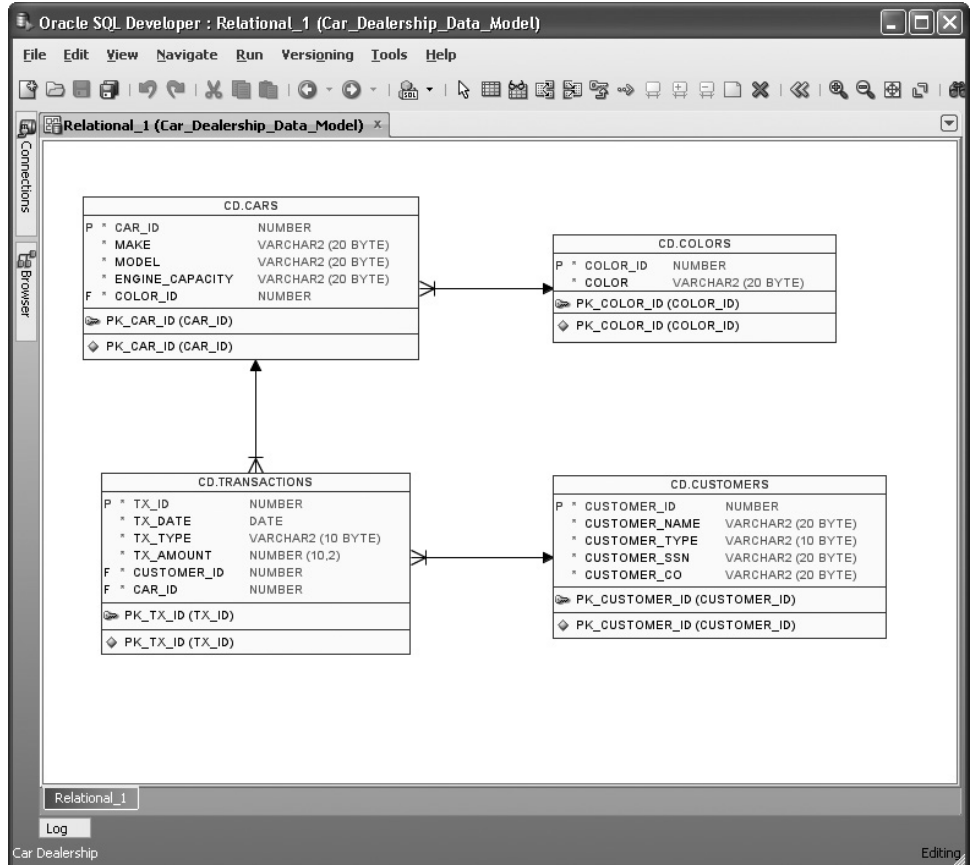 Oracle SQL Developer : Relational_1 (Car_Dealership_Data_Model)
File Edit View Navigate Run Versioning Tools Help
SQL
Relational_1 (Car_Dealership_Data_Model) x
Connections
Browser
CD.CARS
P * CAR_ID NUMBER
* MAKE VARCHAR2 (20 BYTE)
* MODEL VARCHAR2 (20 BYTE)
* ENGINE_CAPACITY VARCHAR2 (20 BYTE)
F * COLOR_ID NUMBER
PK_CAR_ID (CAR_ID)
PK_CAR_ID (CAR_ID)
CD.COLORS
P * COLOR_ID NUMBER
* COLOR VARCHAR2 (20 BYTE)
PK_COLOR_ID (COLOR_ID)
PK_COLOR_ID (COLOR_ID)
CD.TRANSACTIONS
P * TX_ID NUMBER
* TX_DATE DATE
* TX_TYPE VARCHAR2 (10 BYTE)
* TX_AMOUNT NUMBER (10,2)
F * CUSTOMER_ID NUMBER
F * CAR_ID NUMBER
PK_TX_ID (TX_ID)
PK_TX_ID (TX_ID)
CD.CUSTOMERS
P * CUSTOMER_ID NUMBER
* CUSTOMER_NAME VARCHAR2 (20 BYTE)
* CUSTOMER_TYPE VARCHAR2 (10 BYTE)
* CUSTOMER_SSN VARCHAR2 (20 BYTE)
* CUSTOMER_CO VARCHAR2 (20 BYTE)
PK_CUSTOMER_ID (CUSTOMER_ID)
PK_CUSTOMER_ID (CUSTOMER_ID)
Relational_1
Log
Car Dealership
Editing